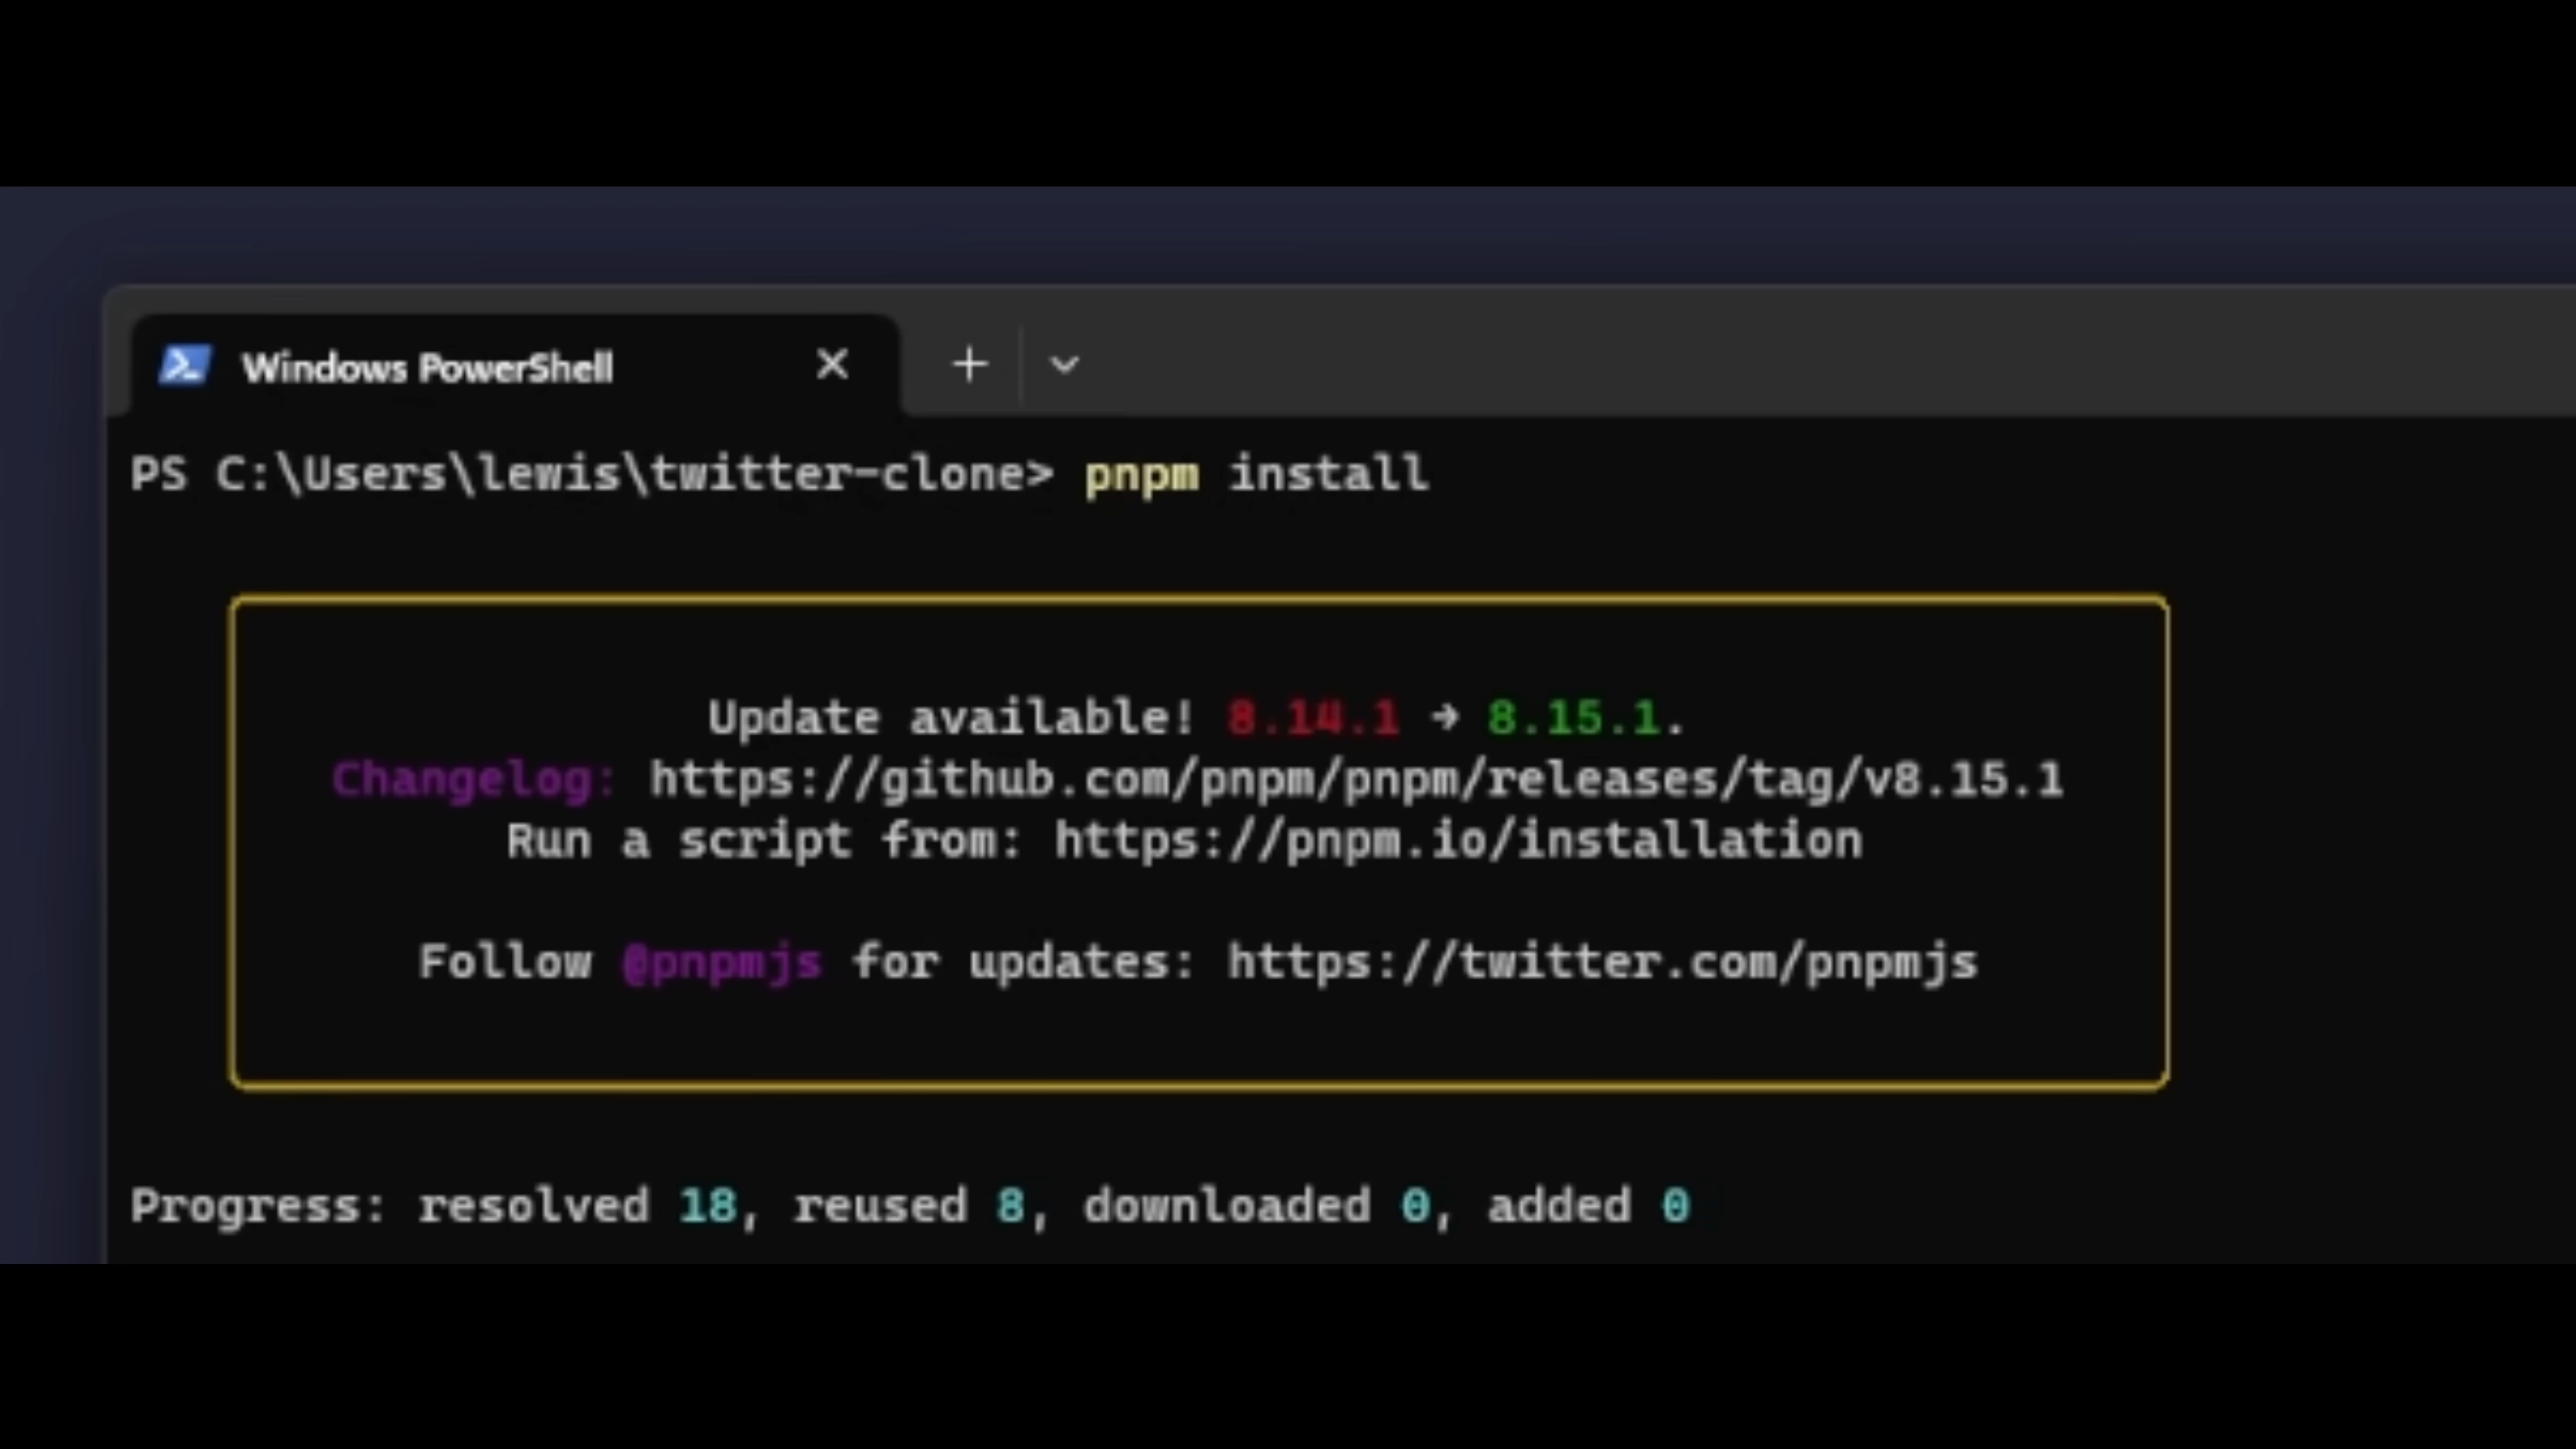 Windows PowerShell
PS C:\Users\lewis\twitter-clone> pnpm install
Update available! 8.14.1 → 8.15.1.
Changelog: https://github.com/pnpm/pnpm/releases/tag/v8.15.1
Run a script from: https://pnpm.io/installation
Follow @pnpmjs for updates: https://twitter.com/pnpmjs
Progress: resolved 18, reused 8, downloaded 0, added 0